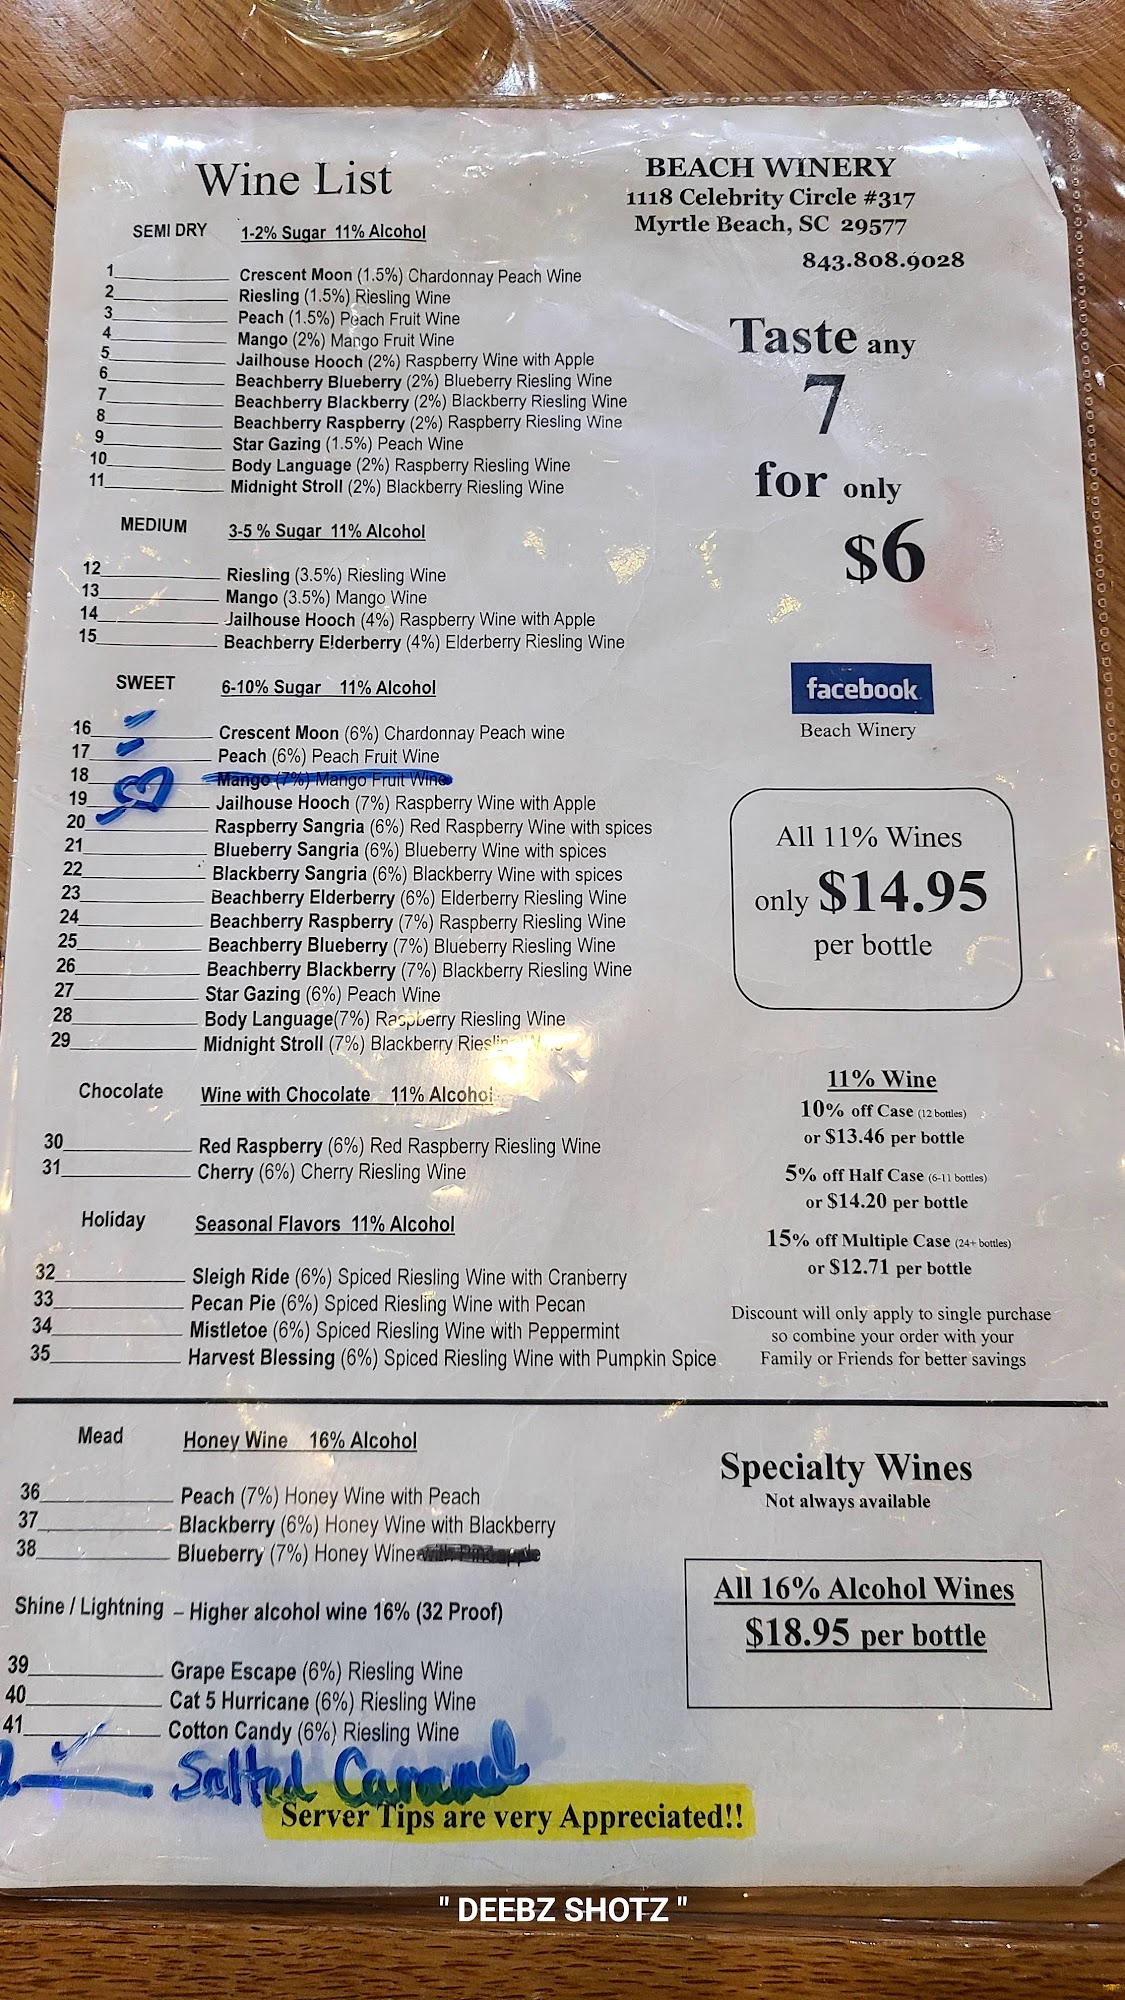 Wine List
BEACH WINERY
1118 Celebrity Circle #317
Myrtle Beach, SC 29577
843.808.9028
SEMI DRY 1-2% Sugar 11% Alcohol
1 Crescent Moon (1.5%) Chardonnay Peach Wine
2 Riesling (1.5%) Riesling Wine
3 Peach (1.5%) Peach Fruit Wine
4 Mango (2%) Mango Fruit Wine
5 Jailhouse Hooch (2%) Raspberry Wine with Apple
6 Beachberry Blueberry (2%) Blueberry Riesling Wine
7 Beachberry Blackberry (2%) Blackberry Riesling Wine
8 Beachberry Raspberry (2%) Raspberry Riesling Wine
9 Star Gazing (1.5%) Peach Wine
10 Body Language (2%) Raspberry Riesling Wine
11 Midnight Stroll (2%) Blackberry Riesling Wine
MEDIUM 3-5 % Sugar 11% Alcohol
12 Riesling (3.5%) Riesling Wine
13 Mango (3.5%) Mango Wine
14 Jailhouse Hooch (4%) Raspberry Wine with Apple
15 Beachberry Elderberry (4%) Elderberry Riesling Wine
SWEET 6-10% Sugar 11% Alcohol
16 Crescent Moon (6%) Chardonnay Peach wine
17 Peach (6%) Peach Fruit Wine
18 Mango (7%) Mango Fruit Wine
19 Jailhouse Hooch (7%) Raspberry Wine with Apple
20 Raspberry Sangria (6%) Red Raspberry Wine with spices
21 Blueberry Sangria (6%) Blueberry Wine with spices
22 Blackberry Sangria (6%) Blackberry Wine with spices
23 Beachberry Elderberry (6%) Elderberry Riesling Wine
24 Beachberry Raspberry (7%) Raspberry Riesling Wine
25 Beachberry Blueberry (7%) Blueberry Riesling Wine
26 Beachberry Blackberry (7%) Blackberry Riesling Wine
27 Star Gazing (6%) Peach Wine
28 Body Language(7%) Raspberry Riesling Wine
29 Midnight Stroll (7%) Blackberry Riesling Wine
Chocolate Wine with Chocolate 11% Alcohol
30 Red Raspberry (6%) Red Raspberry Riesling Wine
31 Cherry (6%) Cherry Riesling Wine
Holiday Seasonal Flavors 11% Alcohol
32 Sleigh Ride (6%) Spiced Riesling Wine with Cranberry
33 Pecan Pie (6%) Spiced Riesling Wine with Pecan
34 Mistletoe (6%) Spiced Riesling Wine with Peppermint
35 Harvest Blessing (6%) Spiced Riesling Wine with Pumpkin Spice
Taste any
7
for only
$6
facebook
Beach Winery
All 11% Wines
only $14.95
per bottle
11% Wine
10% off Case (12 bottles)
or $13.46 per bottle
5% off Half Case (6-11 bottles)
or $14.20 per bottle
15% off Multiple Case (24+ bottles)
or $12.71 per bottle
Discount will only apply to single purchase
so combine your order with your
Family or Friends for better savings
Mead Honey Wine 16% Alcohol
36 Peach (7%) Honey Wine with Peach
37 Blackberry (6%) Honey Wine with Blackberry
38 Blueberry (7%) Honey Wine
Shine / Lightning – Higher alcohol wine 16% (32 Proof)
39 Grape Escape (6%) Riesling Wine
40 Cat 5 Hurricane (6%) Riesling Wine
41 Cotton Candy (6%) Riesling Wine
Salted Caramel
Specialty Wines
Not always available
All 16% Alcohol Wines
$18.95 per bottle
Server Tips are very Appreciated!!
" DEEBZ SHOTZ "